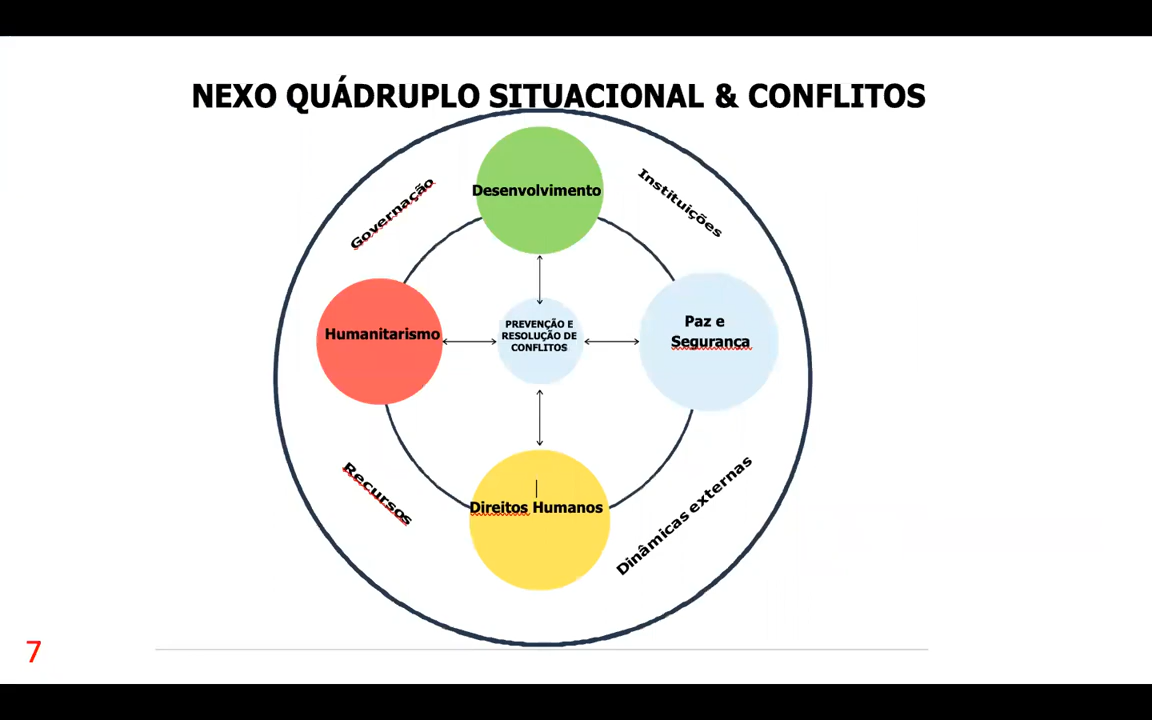 NEXO QUÁDRUPLO SITUACIONAL & CONFLITOS
Desenvolvimento
Governação
Instituições
Humanitarismo
PREVENÇÃO E
RESOLUÇÃO DE
CONFLITOS
Paz e
Seguranca
Recursos
Direitos Humanos
Dinâmicas externas
7